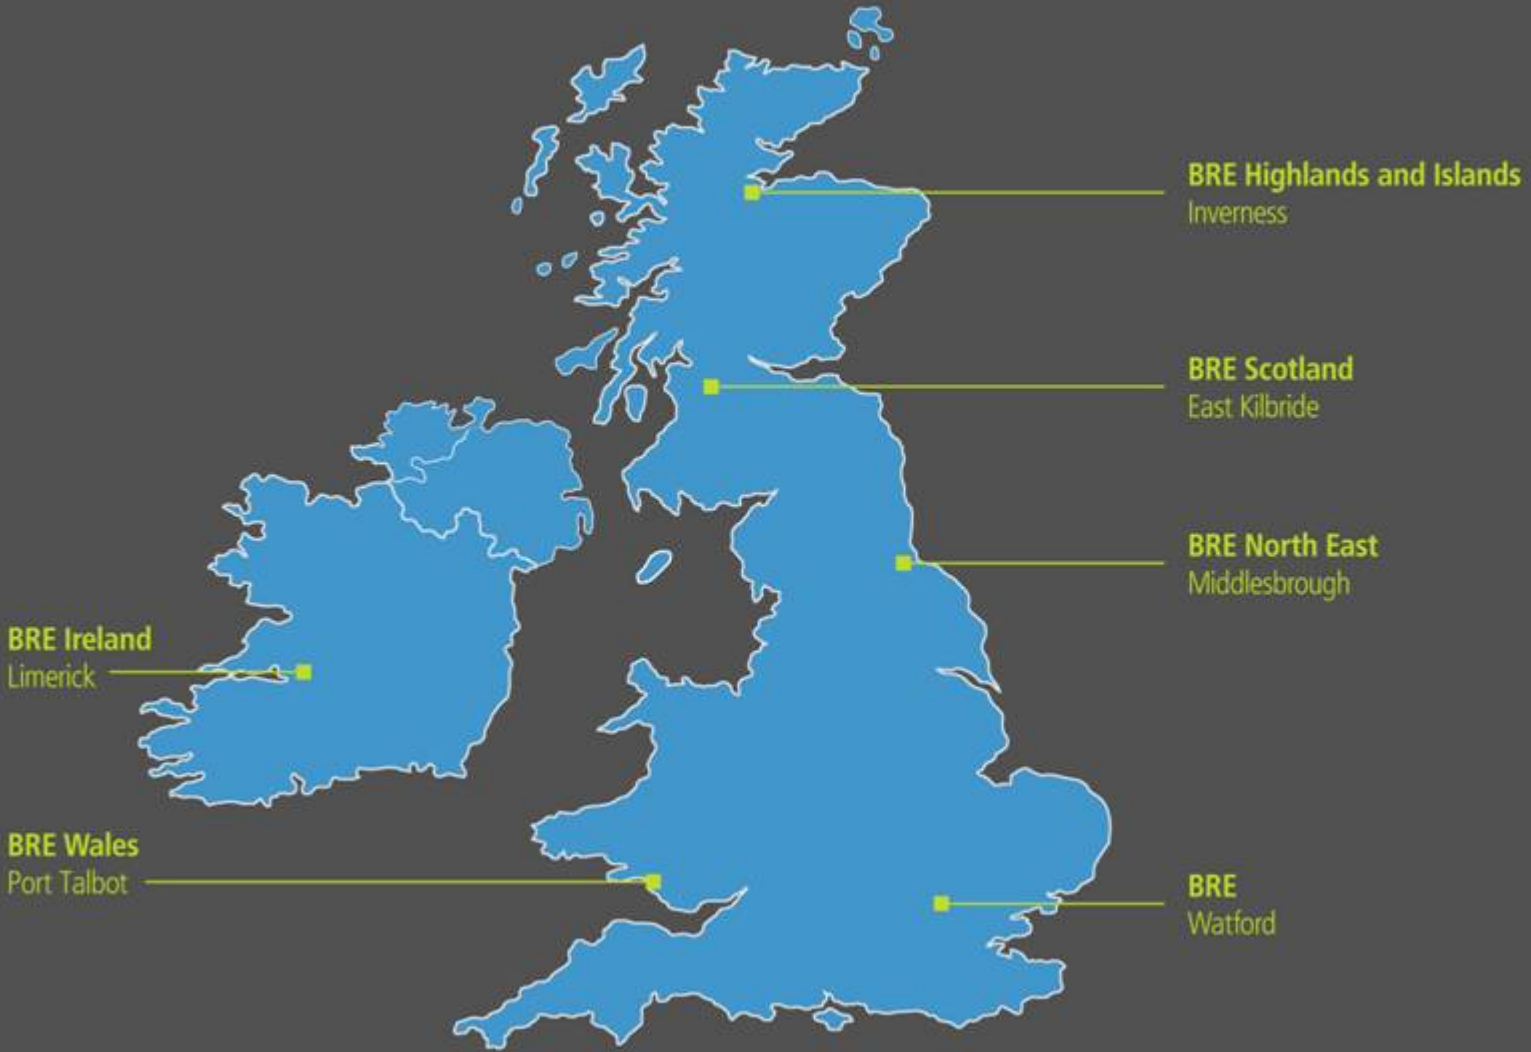 BRE Highlands and Islands
Inverness
BRE Scotland
East Kilbride
BRE North East
Middlesbrough
BRE Ireland
Limerick
BRE Wales
Port Talbot
BRE
Watford